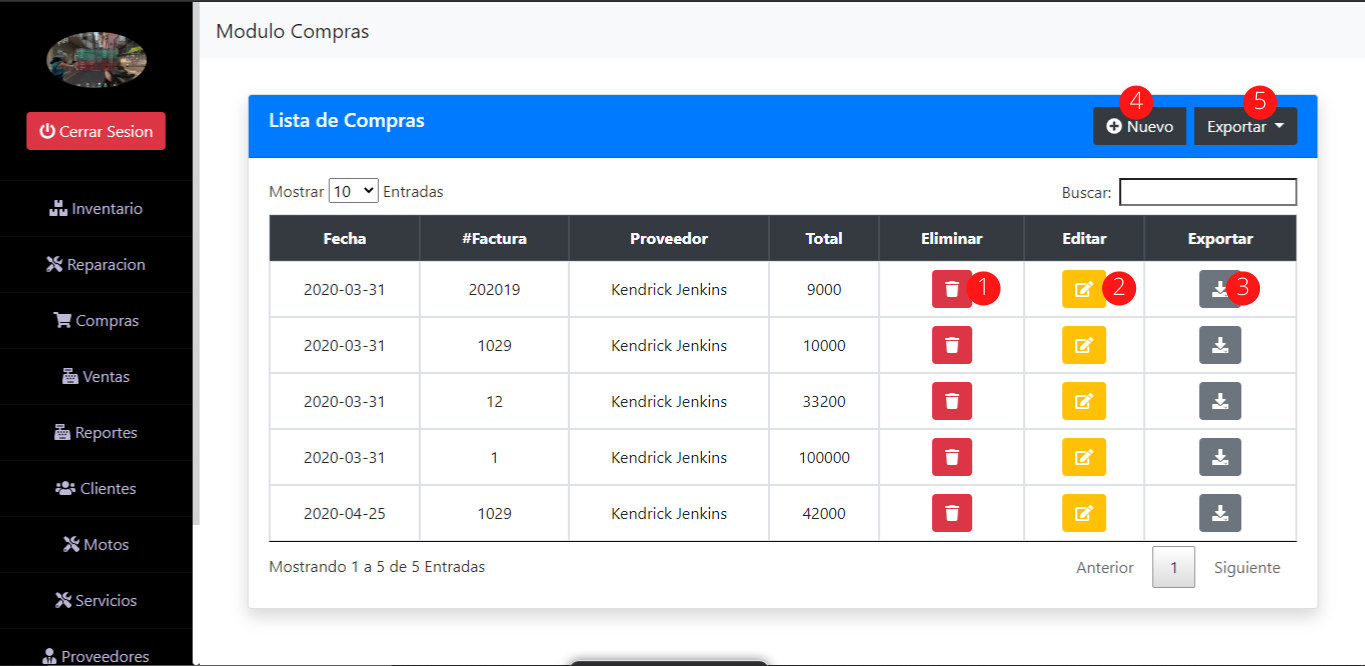 Modulo Compras
Cerrar Sesion
Inventario
Reparacion
Compras
Ventas
Reportes
Clientes
Motos
Servicios
Proveedores
Lista de Compras
4
Nuevo
5
Exportar
Mostrar 10 Entradas
Buscar:
Fecha #Factura Proveedor Total Eliminar Editar Exportar
2020-03-31 202019 Kendrick Jenkins 9000 1 2 3
2020-03-31 1029 Kendrick Jenkins 10000
2020-03-31 12 Kendrick Jenkins 33200
2020-03-31 1 Kendrick Jenkins 100000
2020-04-25 1029 Kendrick Jenkins 42000
Mostrando 1 a 5 de 5 Entradas
Anterior 1 Siguiente